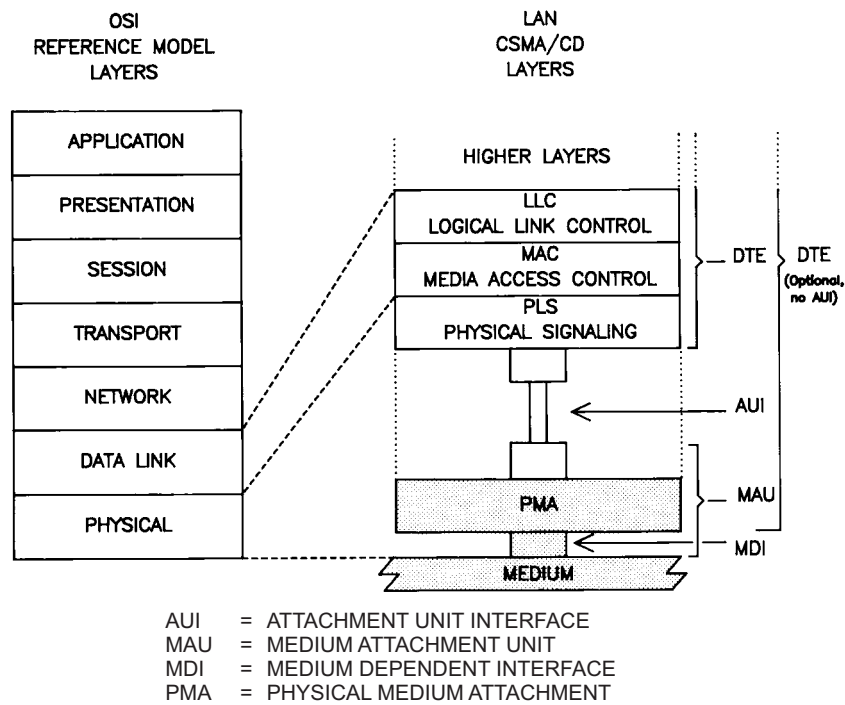 OSI
REFERENCE MODEL
LAYERS
LAN
CSMA/CD
LAYERS
APPLICATION
PRESENTATION
SESSION
TRANSPORT
NETWORK
DATA LINK
PHYSICAL
HIGHER LAYERS
LLC
LOGICAL LINK CONTROL
MAC
MEDIA ACCESS CONTROL
PLS
PHYSICAL SIGNALING
PMA
MEDIUM
DTE
DTE
(Optional,
no AUI)
AUI
MAU
MDI
AUI = ATTACHMENT UNIT INTERFACE
MAU = MEDIUM ATTACHMENT UNIT
MDI = MEDIUM DEPENDENT INTERFACE
PMA = PHYSICAL MEDIUM ATTACHMENT